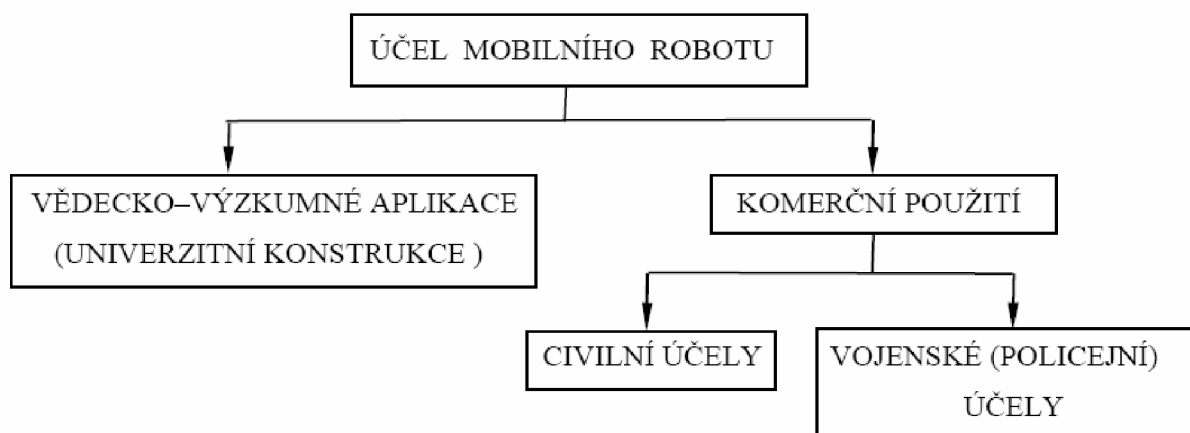 ÚČEL MOBILNÍHO ROBOTU
VĚDECKO–VÝZKUMNÉ APLIKACE
(UNIVERZITNÍ KONSTRUKCE )
KOMERČNÍ POUŽITÍ
CIVILNÍ ÚČELY
VOJENSKÉ (POLICEJNÍ)
ÚČELY